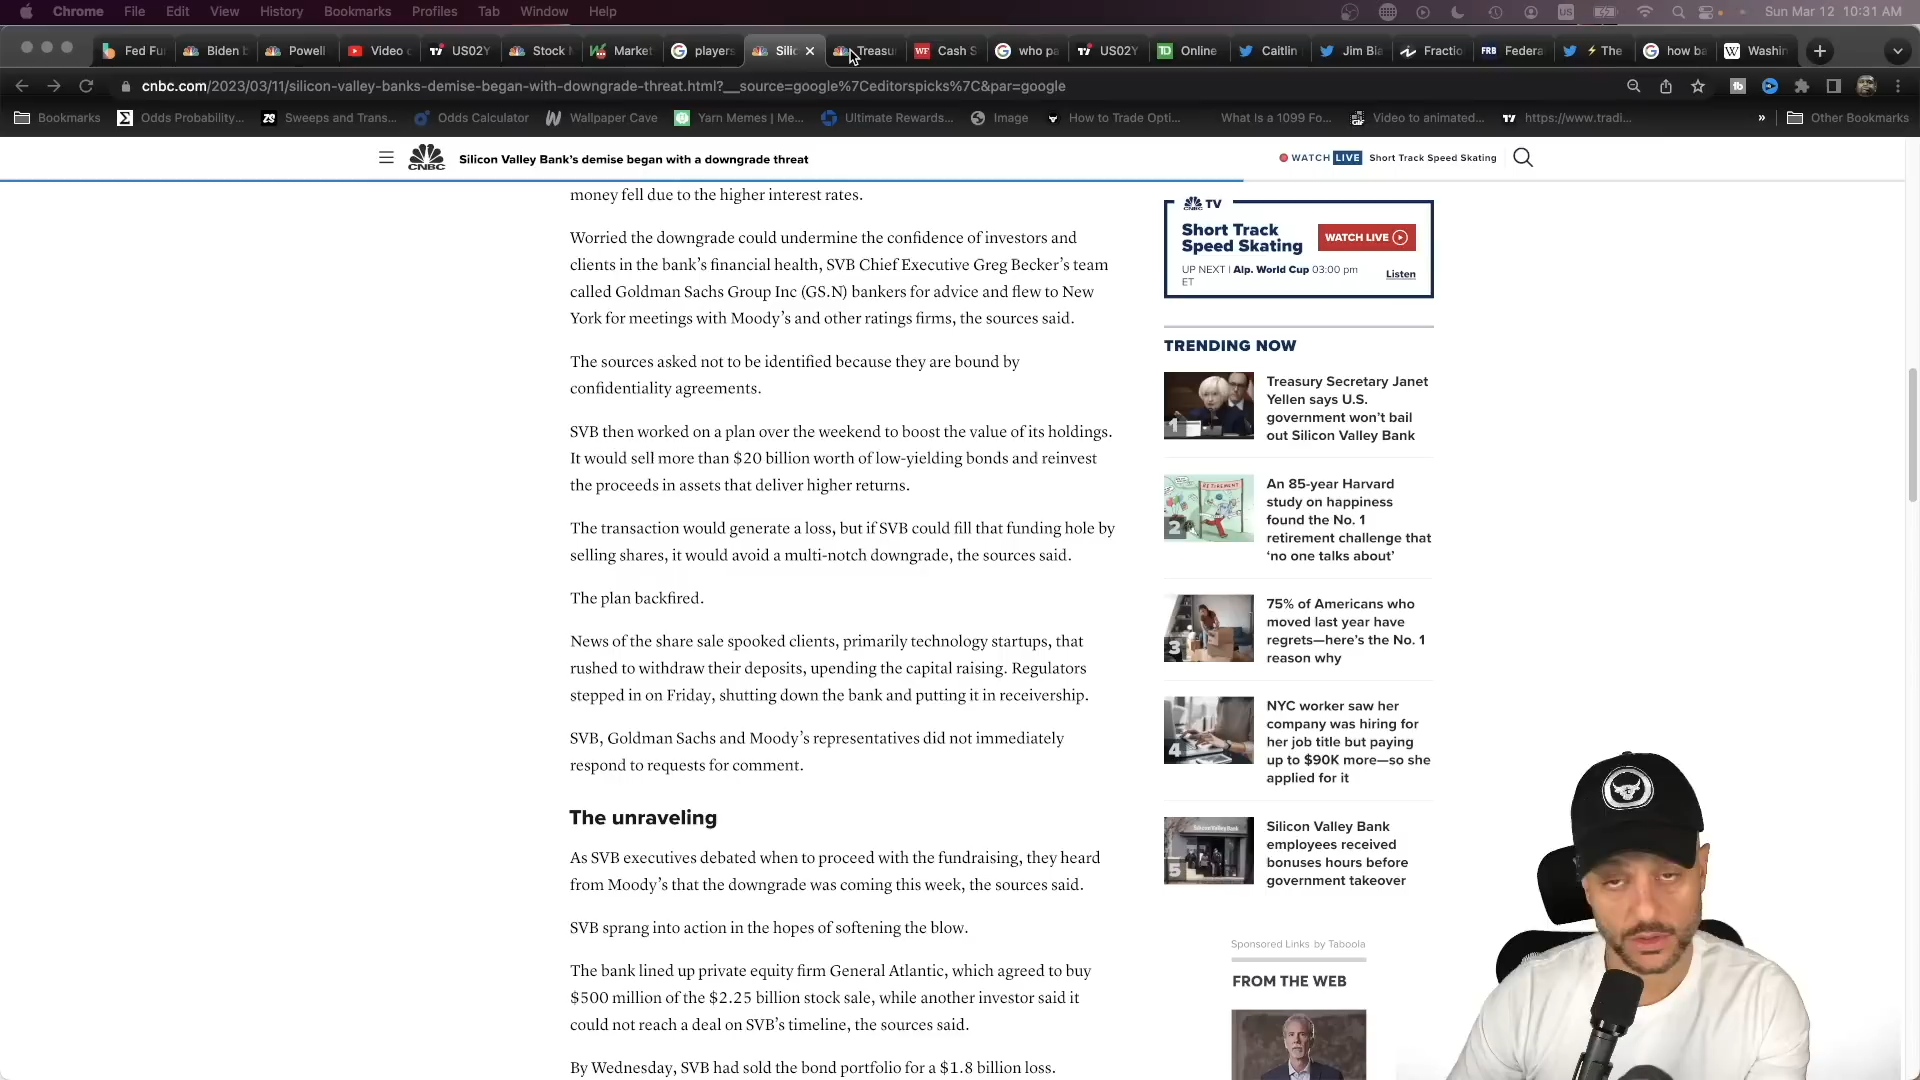 Chrome File Edit View History Bookmarks Profiles Tab Window Help US Sun Mar 12 10:31 AM
Fed Fu Biden b Powell Video US02Y Stock Market players Silic Treasu Cash S who pa US02Y Online Caitlin Jim Bia Fractio Federa The how ba Washin
cnbc.com/2023/03/11/silicon-valley-banks-demise-began-with-downgrade-threat.html?__source=google%7Ceditorspicks%7C&par=google
Bookmarks Odds Probability... Sweeps and Trans... Odds Calculator Wallpaper Cave Yarn Memes | Me... Ultimate Rewards... Image How to Trade Opti... What Is a 1099 Fo... Video to animated... https://www.tradi... » Other Bookmarks
CNBC Silicon Valley Bank's demise began with a downgrade threat WATCH LIVE Short Track Speed Skating
money fell due to the higher interest rates.
Worried the downgrade could undermine the confidence of investors and
clients in the bank's financial health, SVB Chief Executive Greg Becker's team
called Goldman Sachs Group Inc (GS.N) bankers for advice and flew to New
York for meetings with Moody's and other ratings firms, the sources said.
The sources asked not to be identified because they are bound by
confidentiality agreements.
SVB then worked on a plan over the weekend to boost the value of its holdings.
It would sell more than $20 billion worth of low-yielding bonds and reinvest
the proceeds in assets that deliver higher returns.
The transaction would generate a loss, but if SVB could fill that funding hole by
selling shares, it would avoid a multi-notch downgrade, the sources said.
The plan backfired.
News of the share sale spooked clients, primarily technology startups, that
rushed to withdraw their deposits, upending the capital raising. Regulators
stepped in on Friday, shutting down the bank and putting it in receivership.
SVB, Goldman Sachs and Moody's representatives did not immediately
respond to requests for comment.
The unraveling
As SVB executives debated when to proceed with the fundraising, they heard
from Moody's that the downgrade was coming this week, the sources said.
SVB sprang into action in the hopes of softening the blow.
The bank lined up private equity firm General Atlantic, which agreed to buy
$500 million of the $2.25 billion stock sale, while another investor said it
could not reach a deal on SVB's timeline, the sources said.
By Wednesday, SVB had sold the bond portfolio for a $1.8 billion loss.
TV
Short Track
Speed Skating
WATCH LIVE
UP NEXT | Alp. World Cup 03:00 pm
ET
Listen
TRENDING NOW
1
Treasury Secretary Janet
Yellen says U.S.
government won't bail
out Silicon Valley Bank
RETIREMENT
2
An 85-year Harvard
study on happiness
found the No. 1
retirement challenge that
'no one talks about'
3
75% of Americans who
moved last year have
regrets—here's the No. 1
reason why
4
NYC worker saw her
company was hiring for
her job title but paying
up to $90K more—so she
applied for it
Silicon Valley Bank
5
Silicon Valley Bank
employees received
bonuses hours before
government takeover
Sponsored Links by Taboola
FROM THE WEB